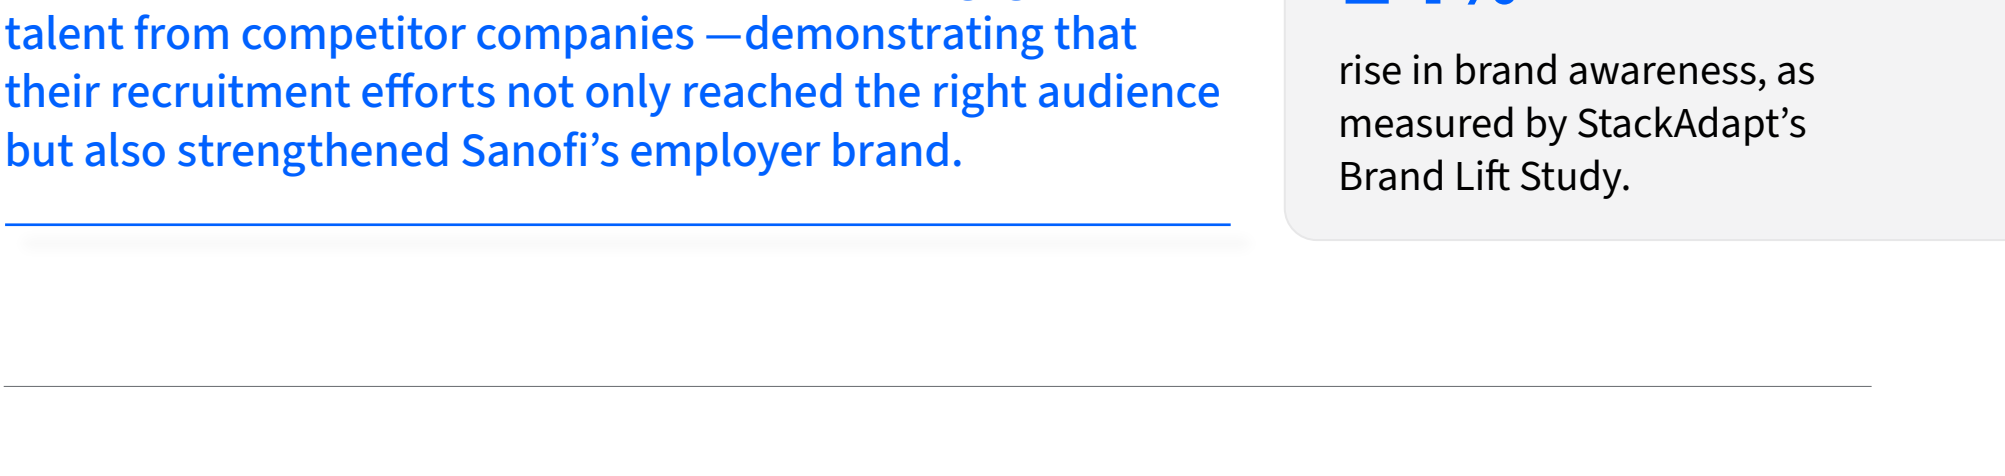 talent from competitor companies —demonstrating that
their recruitment efforts not only reached the right audience
but also strengthened Sanofi’s employer brand.
rise in brand awareness, as
measured by StackAdapt’s
Brand Lift Study.